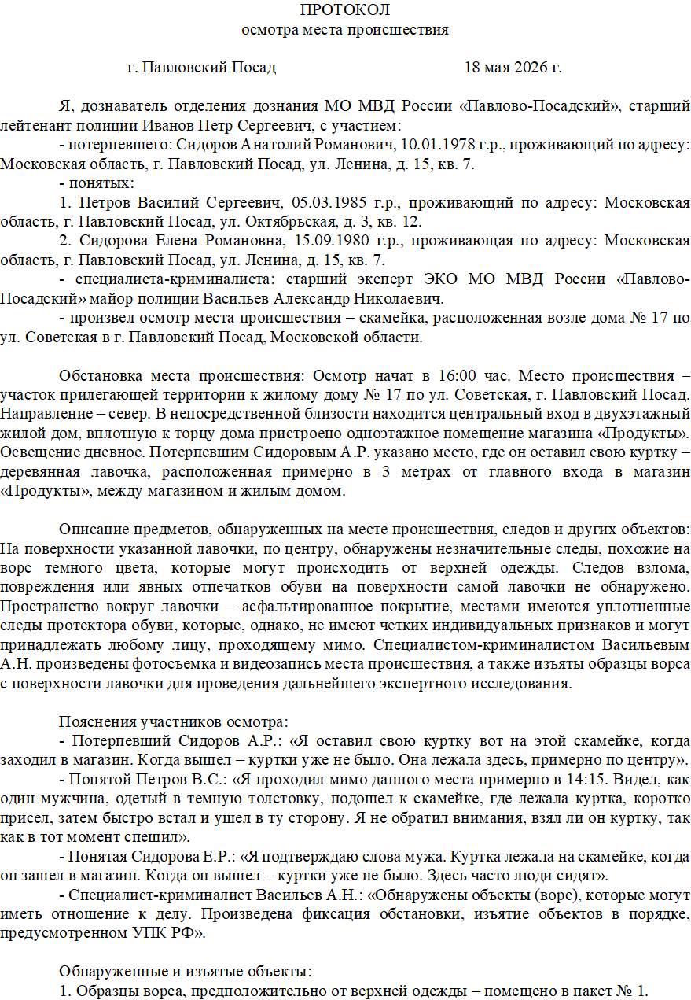 ПРОТОКОЛ
осмотра места происшествия
г. Павловский Посад 18 мая 2026 г.
Я, дознаватель отделения дознания МО МВД России «Павлово-Посадский», старший
лейтенант полиции Иванов Петр Сергеевич, с участием:
- потерпевшего: Сидоров Анатолий Романович, 10.01.1978 г.р., проживающий по адресу:
Московская область, г. Павловский Посад, ул. Ленина, д. 15, кв. 7.
- понятых:
1. Петров Василий Сергеевич, 05.03.1985 г.р., проживающий по адресу: Московская
область, г. Павловский Посад, ул. Октябрьская, д. 3, кв. 12.
2. Сидорова Елена Романовна, 15.09.1980 г.р., проживающая по адресу: Московская
область, г. Павловский Посад, ул. Ленина, д. 15, кв. 7.
- специалиста-криминалиста: старший эксперт ЭКО МО МВД России «Павлово-
Посадский» майор полиции Васильев Александр Николаевич.
- произвел осмотр места происшествия – скамейка, расположенная возле дома № 17 по
ул. Советская в г. Павловский Посад, Московской области.
Обстановка места происшествия: Осмотр начат в 16:00 час. Место происшествия –
участок прилегающей территории к жилому дому № 17 по ул. Советская, г. Павловский Посад.
Направление – север. В непосредственной близости находится центральный вход в двухэтажный
жилой дом, вплотную к торцу дома пристроено одноэтажное помещение магазина «Продукты».
Освещение дневное. Потерпевшим Сидоровым А.Р. указано место, где он оставил свою куртку –
деревянная лавочка, расположенная примерно в 3 метрах от главного входа в магазин
«Продукты», между магазином и жилым домом.
Описание предметов, обнаруженных на месте происшествия, следов и других объектов:
На поверхности указанной лавочки, по центру, обнаружены незначительные следы, похожие на
ворс темного цвета, которые могут происходить от верхней одежды. Следов взлома,
повреждения или явных отпечатков обуви на поверхности самой лавочки не обнаружено.
Пространство вокруг лавочки – асфальтированное покрытие, местами имеются уплотненные
следы протектора обуви, которые, однако, не имеют четких индивидуальных признаков и могут
принадлежать любому лицу, проходящему мимо. Специалистом-криминалистом Васильевым
А.Н. произведены фотосъемка и видеозапись места происшествия, а также изъяты образцы ворса
с поверхности лавочки для проведения дальнейшего экспертного исследования.
Пояснения участников осмотра:
- Потерпевший Сидоров А.Р.: «Я оставил свою куртку вот на этой скамейке, когда
заходил в магазин. Когда вышел – куртки уже не было. Она лежала здесь, примерно по центру».
- Понятой Петров В.С.: «Я проходил мимо данного места примерно в 14:15. Видел, как
один мужчина, одетый в темную толстовку, подошел к скамейке, где лежала куртка, коротко
присел, затем быстро встал и ушел в ту сторону. Я не обратил внимания, взял ли он куртку, так
как в тот момент спешил».
- Понятая Сидорова Е.Р.: «Я подтверждаю слова мужа. Куртка лежала на скамейке, когда
он зашел в магазин. Когда он вышел – куртки уже не было. Здесь часто люди сидят».
- Специалист-криминалист Васильев А.Н.: «Обнаружены объекты (ворс), которые могут
иметь отношение к делу. Произведена фиксация обстановки, изъятие объектов в порядке,
предусмотренном УПК РФ».
Обнаруженные и изъятые объекты:
1. Образцы ворса, предположительно от верхней одежды – помещено в пакет № 1.